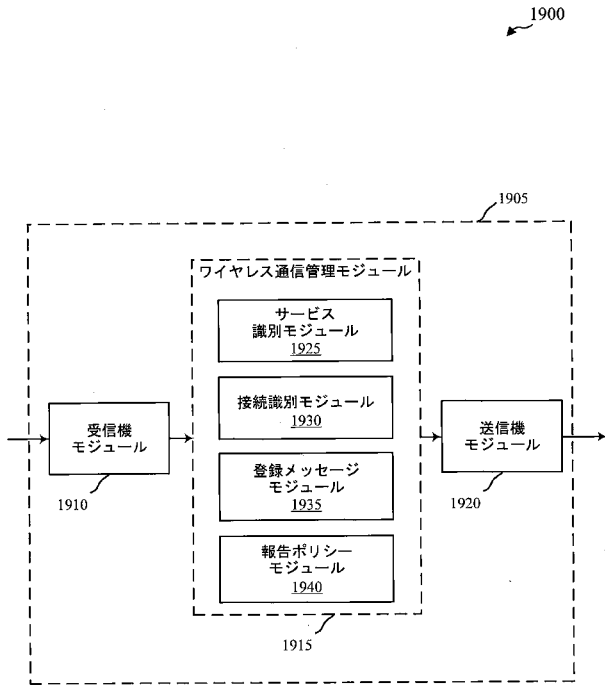 1900
1905
ワイヤレス通信管理モジュール
サービス
識別モジュール
1925
接続識別モジュール
1930
登録メッセージ
モジュール
1935
報告ポリシー
モジュール
1940
受信機
モジュール
1910
送信機
モジュール
1920
1915